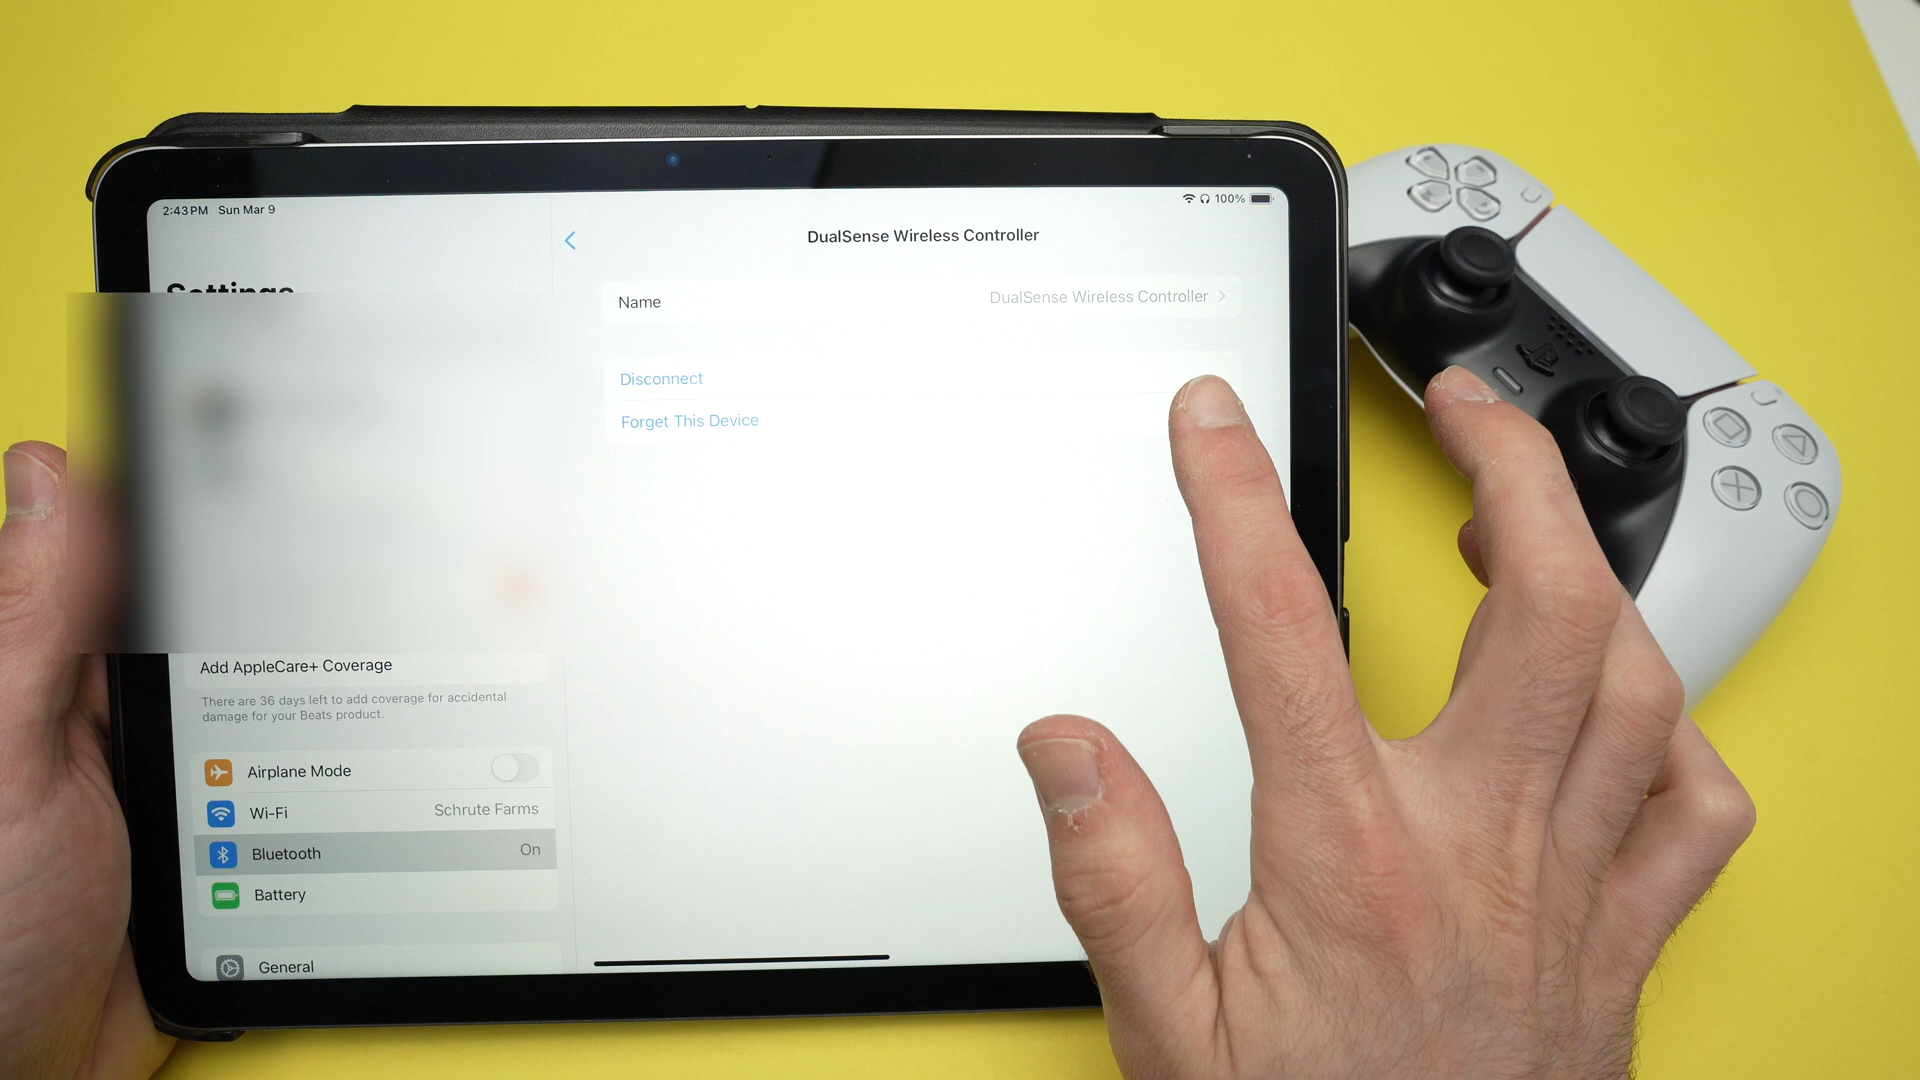 2:43 PM Sun Mar 9
100%
Settings
DualSense Wireless Controller
Name DualSense Wireless Controller
Disconnect
Forget This Device
Add AppleCare+ Coverage
There are 36 days left to add coverage for accidental
damage for your Beats product.
Airplane Mode
Wi-Fi Schrute Farms
Bluetooth On
Battery
General